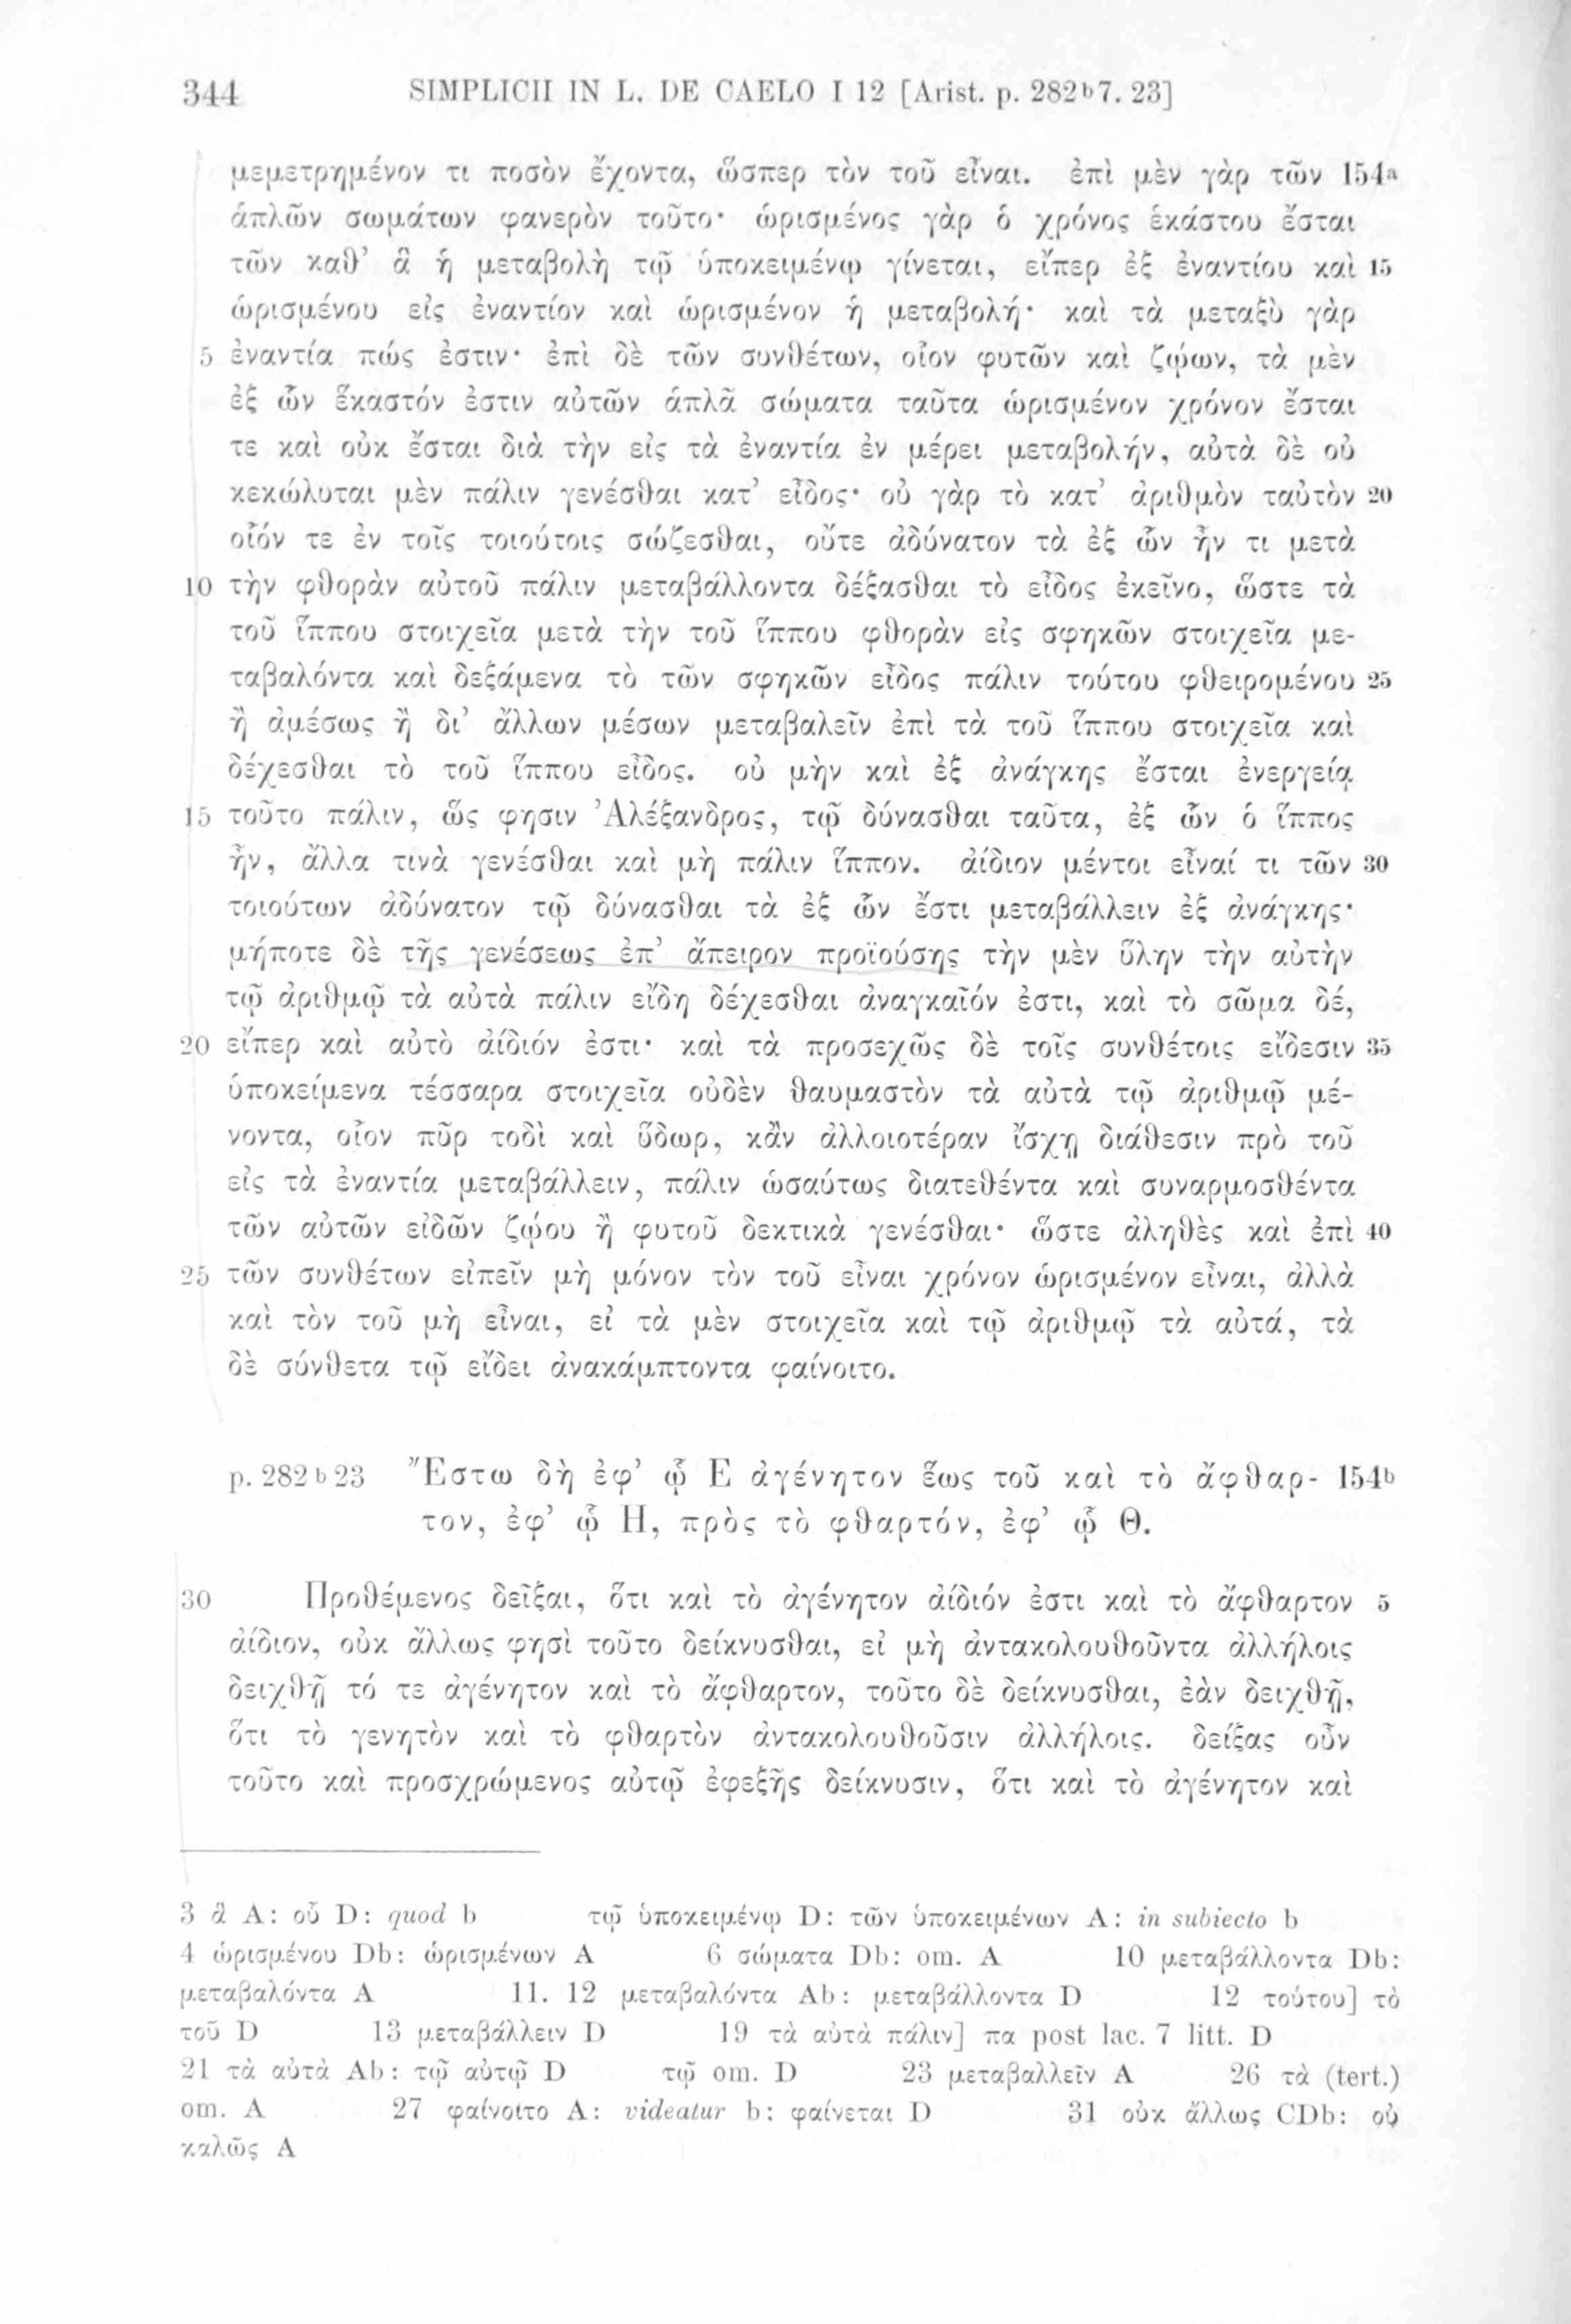 344 SIMPLICII IN L. DE CAELO I 12 [Arist. p. 282b7. 23]
μεμετρημένον τι ποσὸν ἔχοντα, ὥσπερ τὸν τοῦ εἶναι. ἐπὶ μὲν γὰρ τῶν 154a
ἁπλῶν σωμάτων φανερὸν τοῦτο· ὡρισμένος γὰρ ὁ χρόνος ἑκάστου ἔσται
τῶν καθ’ ἃ ἡ μεταβολὴ τῷ ὑποκειμένῳ γίνεται, εἴπερ ἐξ ἐναντίου καὶ 15
ὡρισμένου εἰς ἐναντίον καὶ ὡρισμένον ἡ μεταβολή· καὶ τὰ μεταξὺ γὰρ
5 ἐναντία πώς ἐστιν· ἐπὶ δὲ τῶν συνθέτων, οἷον φυτῶν καὶ ζῴων, τὰ μὲν
ἐξ ὧν ἕκαστόν ἐστιν αὐτῶν ἁπλᾶ σώματα ταῦτα ὡρισμένον χρόνον ἔσται
τε καὶ οὐκ ἔσται διὰ τὴν εἰς τὰ ἐναντία ἐν μέρει μεταβολήν, αὐτὰ δὲ οὐ
κεκώλυται μὲν πάλιν γενέσθαι κατ’ εἶδος· οὐ γὰρ τὸ κατ’ ἀριθμὸν ταὐτὸν 20
οἷόν τε ἐν τοῖς τοιούτοις σώζεσθαι, οὔτε ἀδύνατον τὰ ἐξ ὧν ἦν τι μετὰ
10 τὴν φθορὰν αὐτοῦ πάλιν μεταβάλλοντα δέξασθαι τὸ εἶδος ἐκεῖνο, ὥστε τὰ
τοῦ ἵππου στοιχεῖα μετὰ τὴν τοῦ ἵππου φθορὰν εἰς σφηκῶν στοιχεῖα με-
ταβαλόντα καὶ δεξάμενα τὸ τῶν σφηκῶν εἶδος πάλιν τούτου φθειρομένου 25
ἢ ἀμέσως ἢ δι’ ἄλλων μέσων μεταβαλεῖν ἐπὶ τὰ τοῦ ἵππου στοιχεῖα καὶ
δέχεσθαι τὸ τοῦ ἵππου εἶδος. οὐ μὴν καὶ ἐξ ἀνάγκης ἔσται ἐνεργείᾳ
15 τοῦτο πάλιν, ὥς φησιν Ἀλέξανδρος, τῷ δύνασθαι ταῦτα, ἐξ ὧν ὁ ἵππος
ἦν, ἄλλα τινὰ γενέσθαι καὶ μὴ πάλιν ἵππον. ἀίδιον μέντοι εἶναί τι τῶν 30
τοιούτων ἀδύνατον τῷ δύνασθαι τὰ ἐξ ὧν ἔστι μεταβάλλειν ἐξ ἀνάγκης·
μήποτε δὲ τῆς γενέσεως ἐπ’ ἄπειρον προϊούσης τὴν μὲν ὕλην τὴν αὐτὴν
τῷ ἀριθμῷ τὰ αὐτὰ πάλιν εἴδη δέχεσθαι ἀναγκαῖόν ἐστι, καὶ τὸ σῶμα δέ,
20 εἴπερ καὶ αὐτὸ ἀίδιόν ἐστι· καὶ τὰ προσεχῶς δὲ τοῖς συνθέτοις εἴδεσιν 35
ὑποκείμενα τέσσαρα στοιχεῖα οὐδὲν θαυμαστὸν τὰ αὐτὰ τῷ ἀριθμῷ μέ-
νοντα, οἷον πῦρ τοδὶ καὶ ὕδωρ, κἂν ἀλλοιοτέραν ἴσχῃ διάθεσιν πρὸ τοῦ
εἰς τὰ ἐναντία μεταβάλλειν, πάλιν ὡσαύτως διατεθέντα καὶ συναρμοσθέντα
τῶν αὐτῶν εἰδῶν ζῴου ἢ φυτοῦ δεκτικὰ γενέσθαι· ὥστε ἀληθὲς καὶ ἐπὶ 40
25 τῶν συνθέτων εἰπεῖν μὴ μόνον τὸν τοῦ εἶναι χρόνον ὡρισμένον εἶναι, ἀλλὰ
καὶ τὸν τοῦ μὴ εἶναι, εἰ τὰ μὲν στοιχεῖα καὶ τῷ ἀριθμῷ τὰ αὐτά, τὰ
δὲ σύνθετα τῷ εἴδει ἀνακάμπτοντα φαίνοιτο.
p. 282b23 Ἔστω δὴ ἐφ’ ᾧ Ε ἀγένητον ἕως τοῦ καὶ τὸ ἄφθαρ- 154b
τον, ἐφ’ ᾧ Η, πρὸς τὸ φθαρτόν, ἐφ’ ᾧ Θ.
30 Προθέμενος δεῖξαι, ὅτι καὶ τὸ ἀγένητον ἀίδιόν ἐστι καὶ τὸ ἄφθαρτον 5
ἀίδιον, οὐκ ἄλλως φησὶ τοῦτο δείκνυσθαι, εἰ μὴ ἀντακολουθοῦντα ἀλλήλοις
δειχθῇ τό τε ἀγένητον καὶ τὸ ἄφθαρτον, τοῦτο δὲ δείκνυσθαι, ἐὰν δειχθῇ,
ὅτι τὸ γενητὸν καὶ τὸ φθαρτὸν ἀντακολουθοῦσιν ἀλλήλοις. δείξας οὖν
τοῦτο καὶ προσχρώμενος αὐτῷ ἐφεξῆς δείκνυσιν, ὅτι καὶ τὸ ἀγένητον καὶ
3 ἃ A: οὗ D: quod b τῷ ὑποκειμένῳ D: τῶν ὑποκειμένων A: in subiecto b
4 ὡρισμένου Db: ὡρισμένων A 6 σώματα Db: om. A 10 μεταβάλλοντα Db:
μεταβαλόντα A 11. 12 μεταβαλόντα Ab: μεταβάλλοντα D 12 τούτου] τὸ
τοῦ D 13 μεταβάλλειν D 19 τὰ αὐτὰ πάλιν] πα post lac. 7 litt. D
21 τὰ αὐτὰ Ab: τῷ αὐτῷ D τῷ om. D 23 μεταβαλλεῖν A 26 τὰ (tert.)
om. A 27 φαίνοιτο A: videatur b: φαίνεται D 31 οὐκ ἄλλως CDb: οὐ
καλῶς A